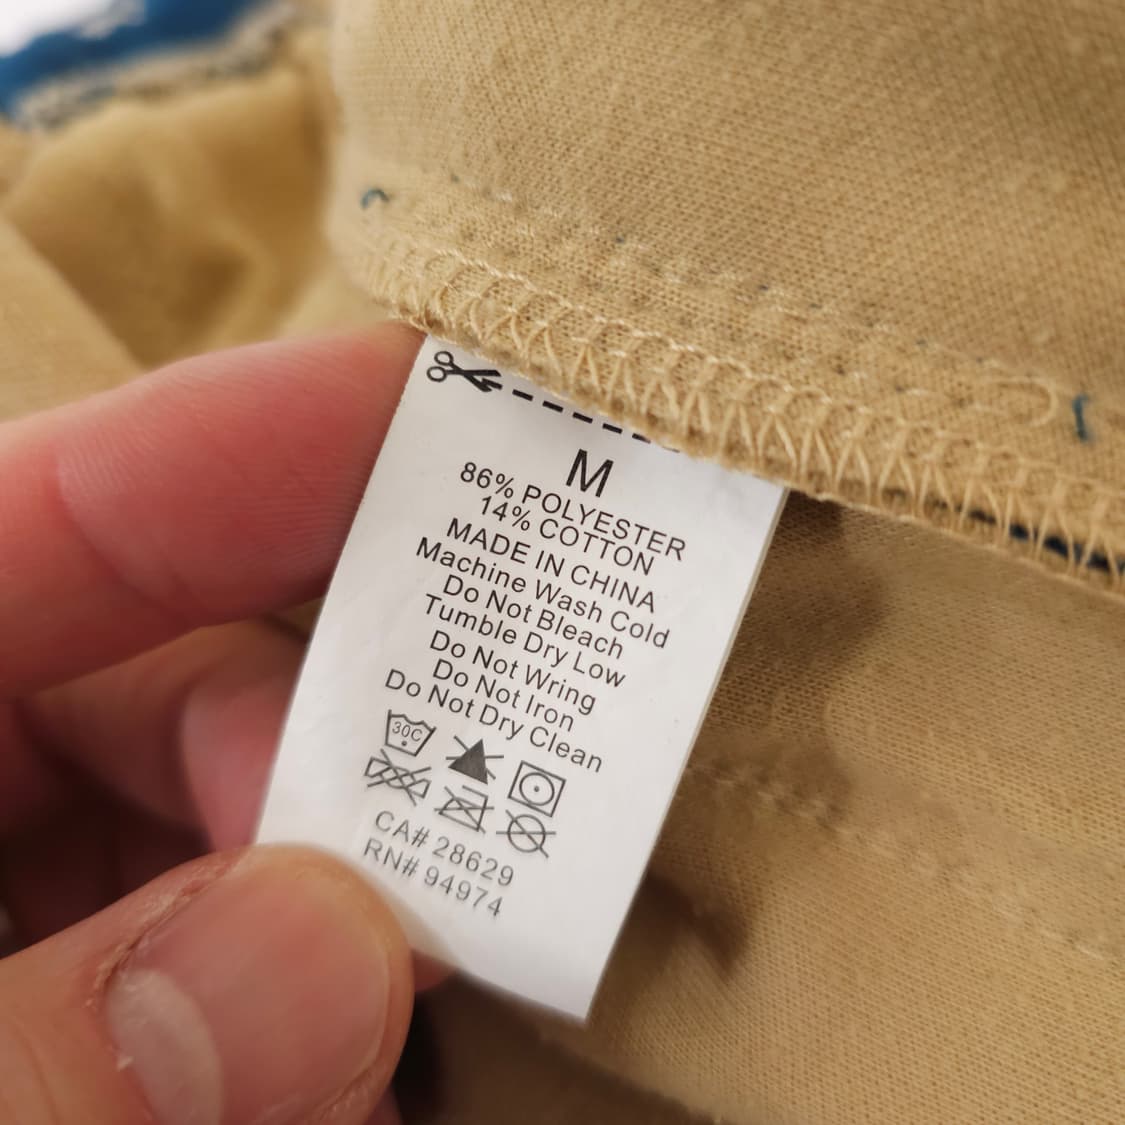 M
86% POLYESTER
14% COTTON
MADE IN CHINA
Machine Wash Cold
Do Not Bleach
Tumble Dry Low
Do Not Wring
Do Not Iron
Do Not Dry Clean
30C
CA# 28629
RN# 94974